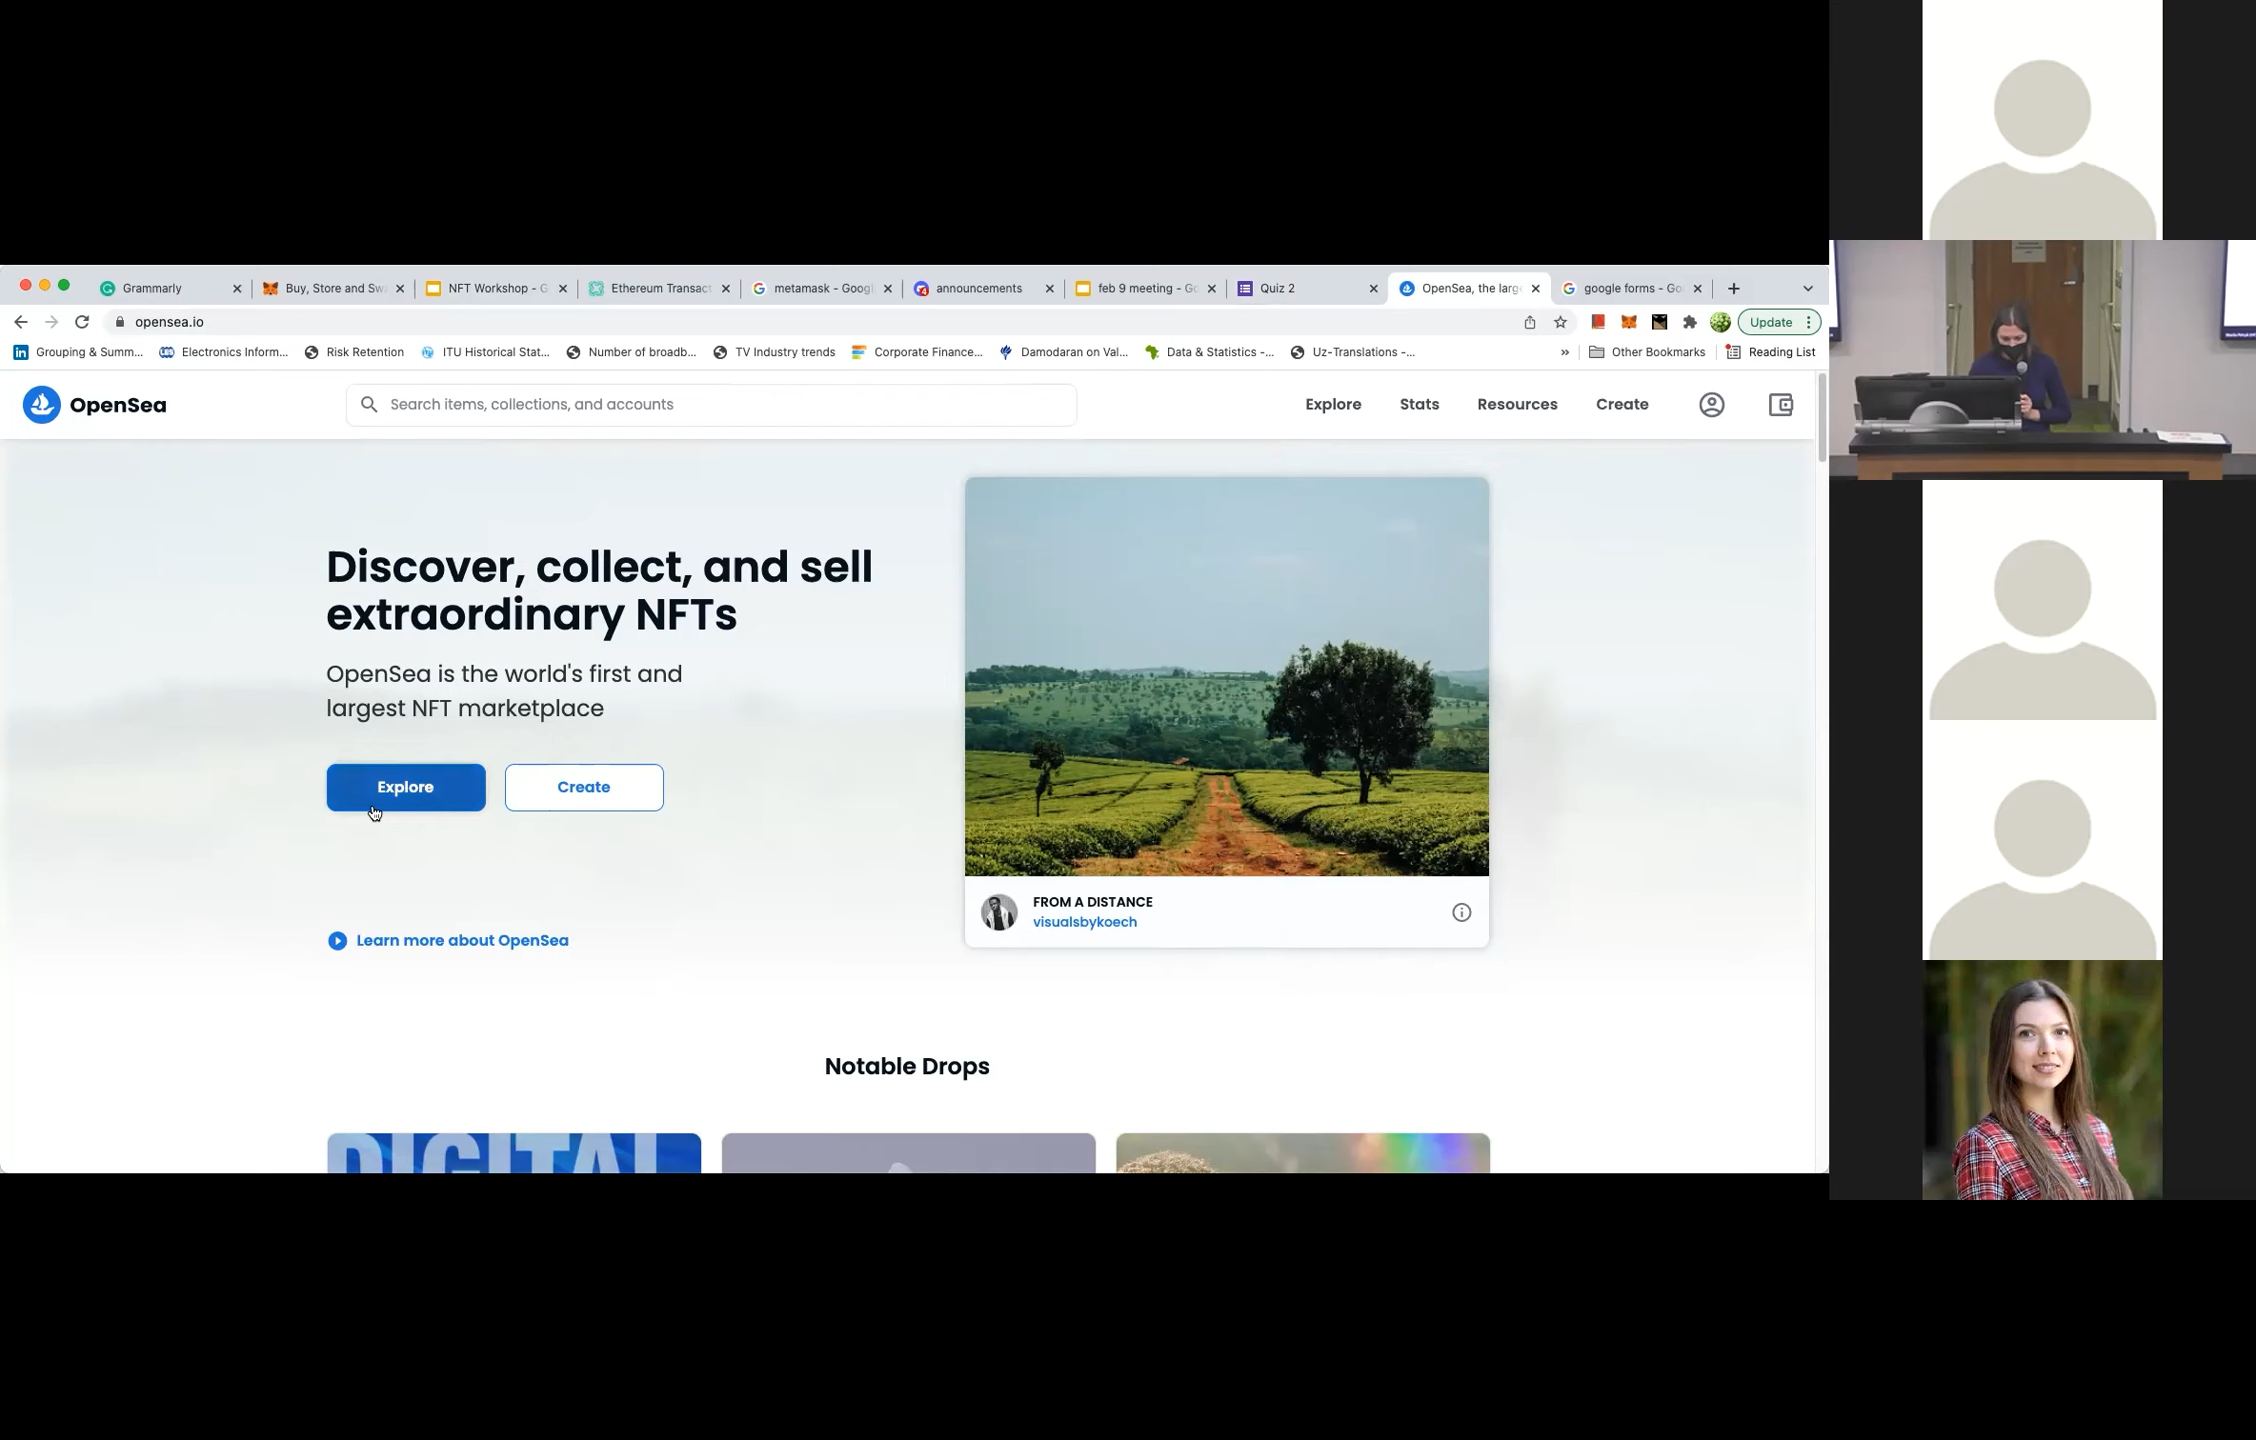 Grammarly
Buy, Store and Swa
NFT Workshop - G
Ethereum Transact
metamask - Googl
announcements
feb 9 meeting - Go
Quiz 2
OpenSea, the larg
google forms - Go
opensea.io
Update
Grouping & Summ...
Electronics Inform...
Risk Retention
ITU Historical Stat...
Number of broadb...
TV Industry trends
Corporate Finance...
Damodaran on Val...
Data & Statistics -...
Uz-Translations -...
»
Other Bookmarks
Reading List
OpenSea
Search items, collections, and accounts
Explore
Stats
Resources
Create
Discover, collect, and sell
extraordinary NFTs
OpenSea is the world's first and
largest NFT marketplace
Explore
Create
Learn more about OpenSea
FROM A DISTANCE
visualsbykoech
Notable Drops
DIGITAL